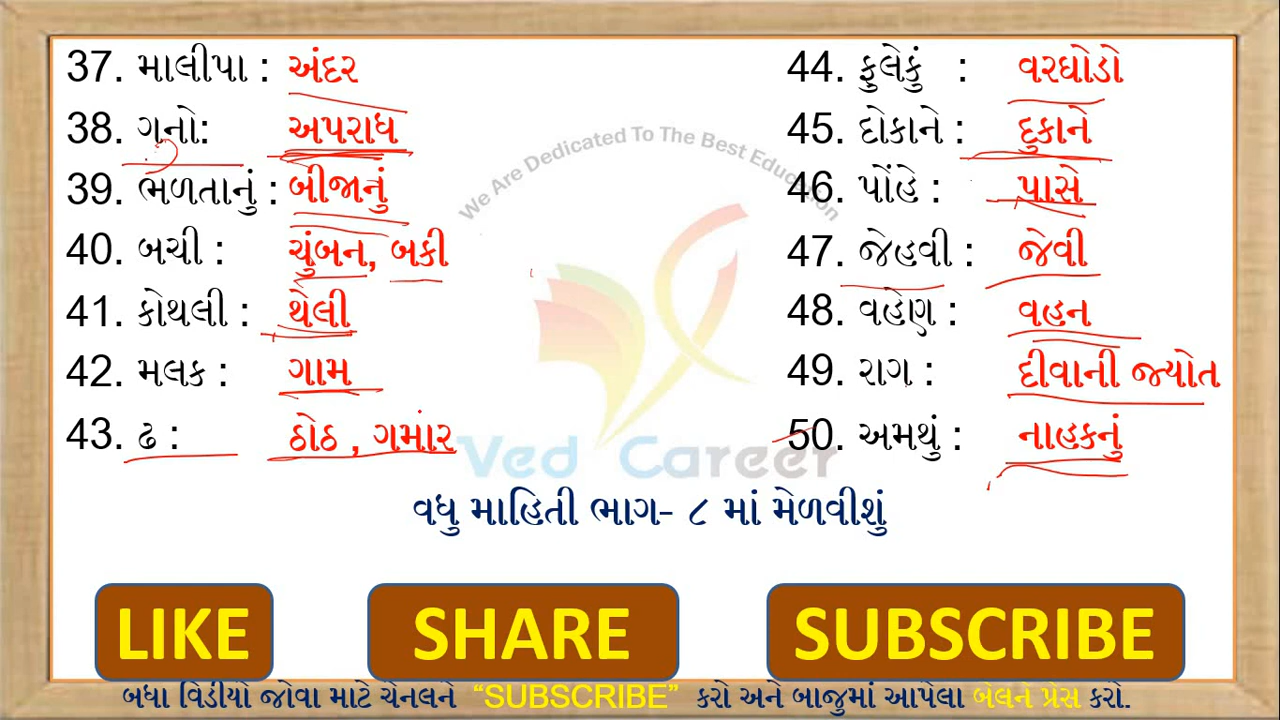 37. માલીપા : અંદર
38. ગનો: અપરાધ
39. ભળતાનું : બીજાનું
40. બચી : ચુંબન, બકી
41. કોથલી : થેલી
42. મલક : ગામ
43. ઢ : ઠોઠ , ગમાર
44. ફુલેકું : વરઘોડો
45. દોકાને : દુકાને
46. પોંહે : પાસે
47. જેહવી : જેવી
48. વહેણ : વહન
49. રાગ : દીવાની જ્યોત
50. અમથું : નાહકનું
We Are Dedicated To The Best Education
Ved Career
વધુ માહિતી ભાગ- ૮ માં મેળવીશું
LIKE
SHARE
SUBSCRIBE
બધા વિડીયો જોવા માટે ચેનલને “SUBSCRIBE” કરો અને બાજુમાં આપેલા બેલને પ્રેસ કરો.